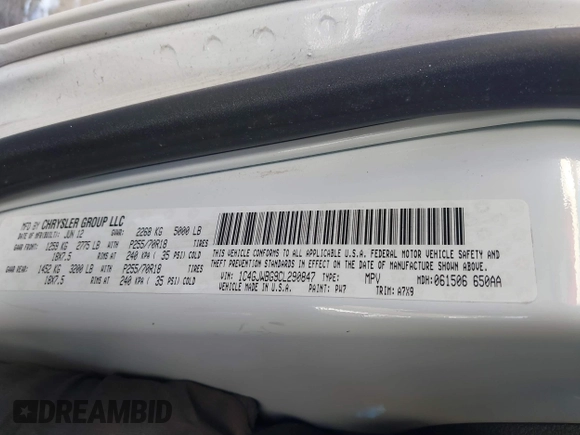 MFD BY CHRYSLER GROUP LLC
DATE OF MFR(BUILT): JUN 12 GVWR: 2268 KG 5000 LB
GAWR FRONT: 1259 KG 2775 LB WITH P255/70R18 TIRES
18X7.5 RIMS AT 240 KPA ( 35 PSI) COLD
GAWR REAR: 1452 KG 3200 LB WITH P255/70R18 TIRES
18X7.5 RIMS AT 240 KPA ( 35 PSI) COLD
THIS VEHICLE CONFORMS TO ALL APPLICABLE U.S.A. FEDERAL MOTOR VEHICLE SAFETY, BUMPER AND
THEFT PREVENTION STANDARDS IN EFFECT ON THE DATE OF MANUFACTURE SHOWN ABOVE.
VIN: 1C4GJWBG9CL290847 TYPE: MPV MDH: 061506 650AA
VEHICLE MADE IN U.S.A. PAINT: PW7 TRIM: A7X9
DREAMBID